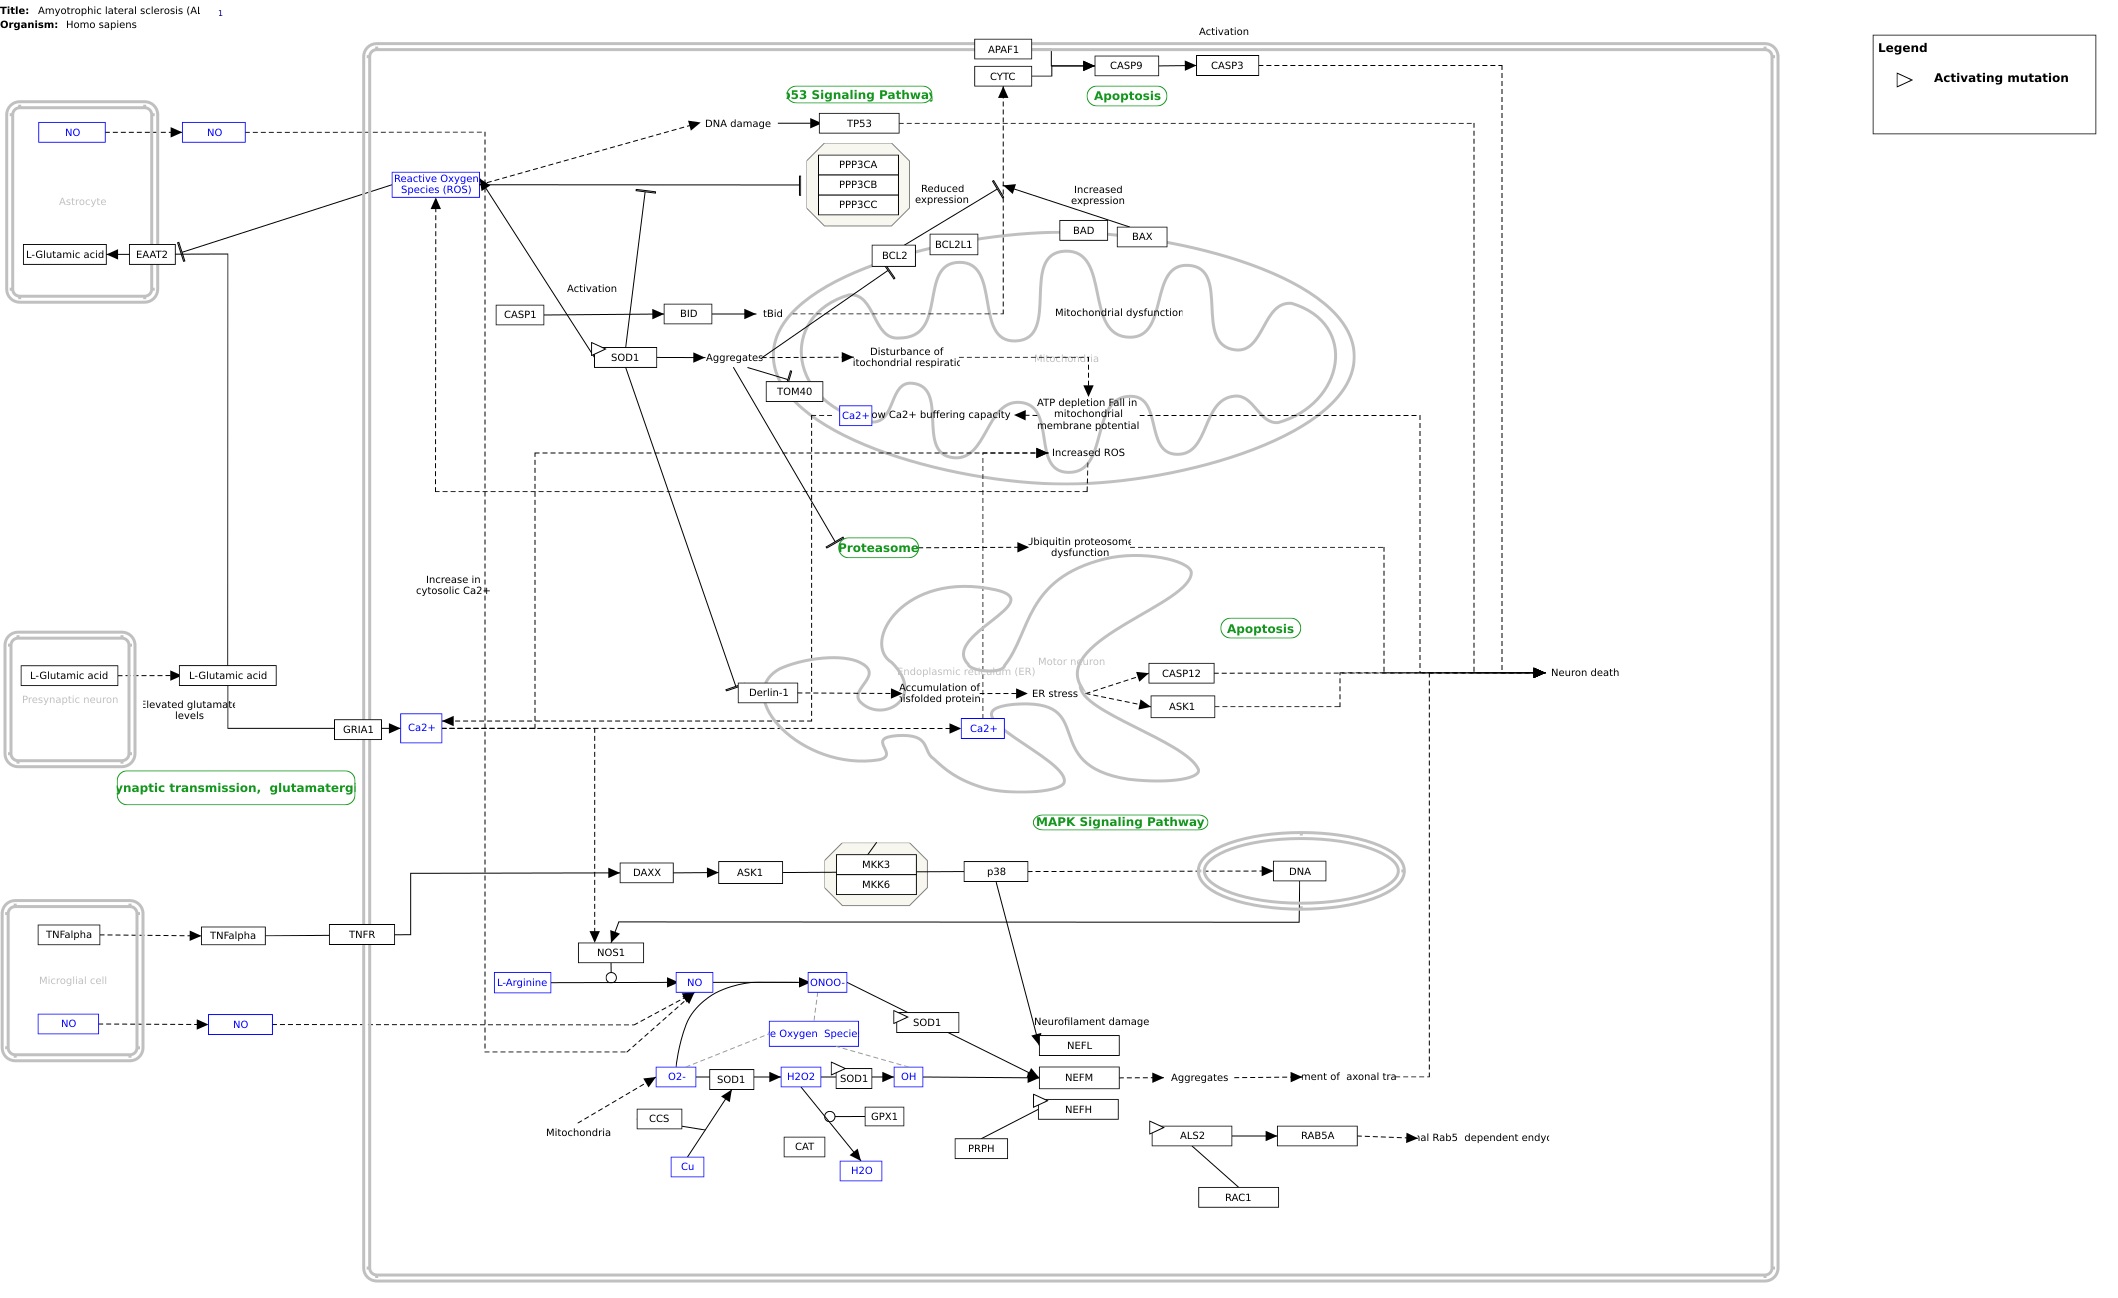 Title: Amyotrophic lateral sclerosis (AL
1
Organism: Homo sapiens
Activation
Legend
Activating mutation
APAF1
CYTC
CASP9
CASP3
53 Signaling Pathway
Apoptosis
NO
NO
DNA damage
TP53
Astrocyte
Reactive Oxygen
Species (ROS)
PPP3CA
PPP3CB
PPP3CC
Reduced
expression
Increased
expression
L-Glutamic acid
EAAT2
BCL2
BCL2L1
BAD
BAX
Activation
CASP1
BID
tBid
Mitochondrial dysfunction
SOD1
Aggregates
Disturbance of
itochondrial respiratic
Mitochondria
TOM40
Ca2+
ow Ca2+ buffering capacity
ATP depletion Fall in
mitochondrial
membrane potential
Increased ROS
Proteasome
Ubiquitin proteosome
dysfunction
Increase in
cytosolic Ca2+
Apoptosis
L-Glutamic acid
L-Glutamic acid
Presynaptic neuron
Elevated glutamate
levels
Endoplasmic reticulum (ER)
Motor neuron
CASP12
Neuron death
Derlin-1
Accumulation of
isfolded protein
ER stress
ASK1
GRIA1
Ca2+
Ca2+
ynaptic transmission, glutamatergi
MAPK Signaling Pathway
DAXX
ASK1
MKK3
MKK6
p38
DNA
TNFalpha
TNFalpha
TNFR
NOS1
Microglial cell
L-Arginine
NO
ONOO-
NO
NO
e Oxygen Specie
SOD1
Neurofilament damage
NEFL
O2-
SOD1
H2O2
SOD1
OH
NEFM
Aggregates
ment of axonal tra
NEFH
CCS
GPX1
Mitochondria
CAT
PRPH
ALS2
RAB5A
al Rab5 dependent endyc
Cu
H2O
RAC1